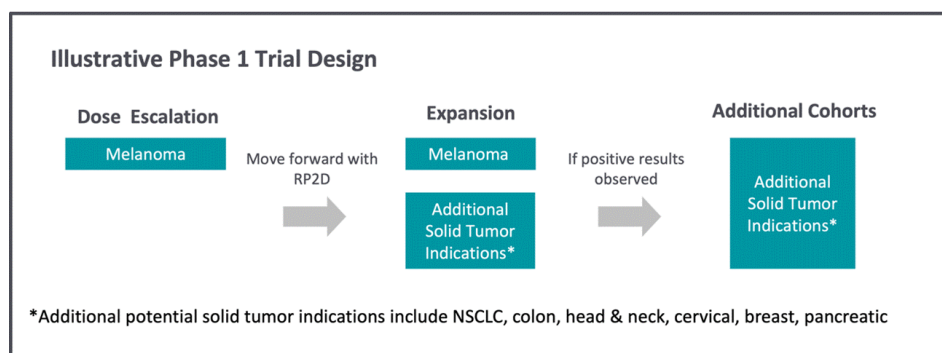 Illustrative Phase 1 Trial Design
Dose Escalation
Melanoma
Move forward with
RP2D
Expansion
Melanoma
Additional
Solid Tumor
Indications*
If positive results
observed
Additional Cohorts
Additional
Solid Tumor
Indications*
*Additional potential solid tumor indications include NSCLC, colon, head & neck, cervical, breast, pancreatic